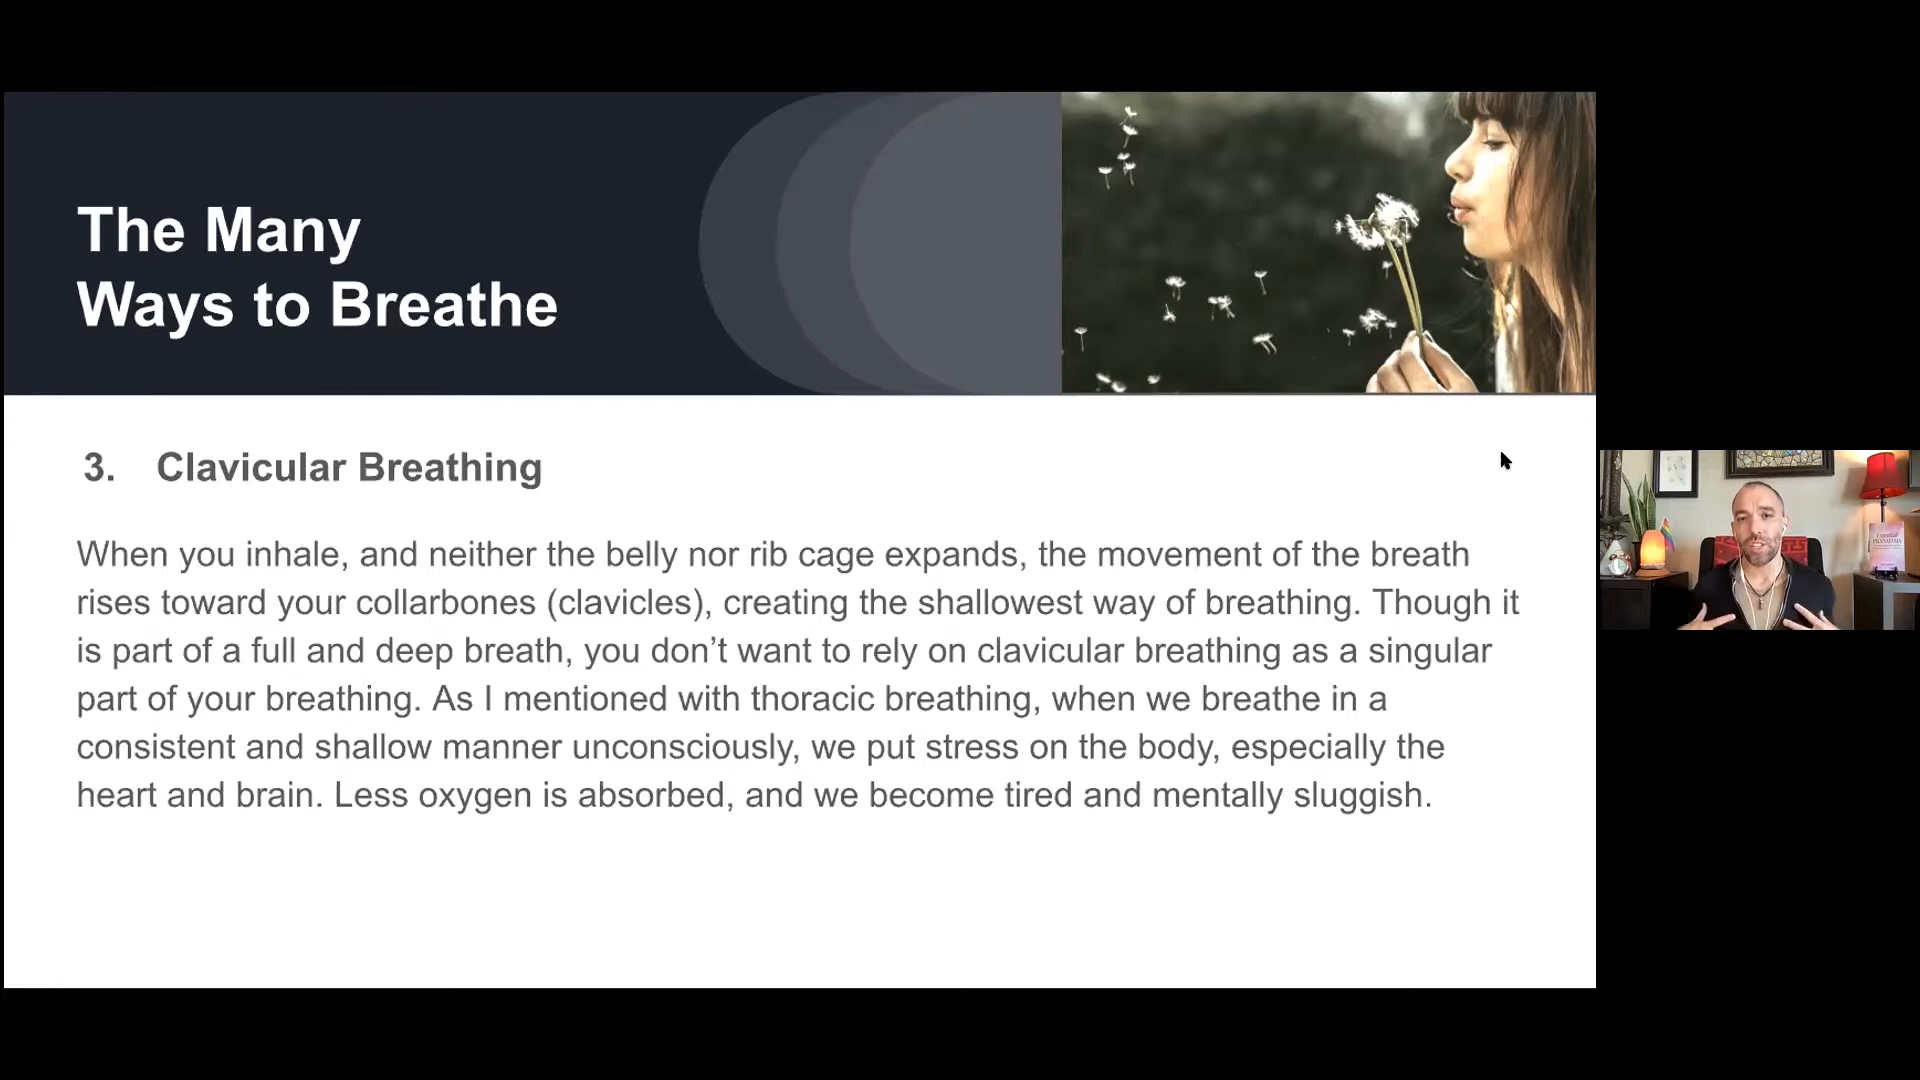 The Many
Ways to Breathe
3. Clavicular Breathing
When you inhale, and neither the belly nor rib cage expands, the movement of the breath
rises toward your collarbones (clavicles), creating the shallowest way of breathing. Though it
is part of a full and deep breath, you don’t want to rely on clavicular breathing as a singular
part of your breathing. As I mentioned with thoracic breathing, when we breathe in a
consistent and shallow manner unconsciously, we put stress on the body, especially the
heart and brain. Less oxygen is absorbed, and we become tired and mentally sluggish.
Essential
PRANAYAMA